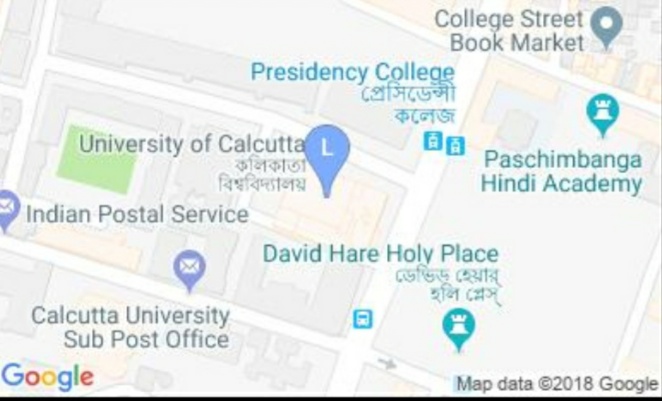 College Street
Book Market
Presidency College
প্রেসিডেন্সী
কলেজ
University of Calcutta
কলিকাতা
বিশ্ববিদ্যালয়
L
Paschimbanga
Hindi Academy
Indian Postal Service
David Hare Holy Place
ডেভিড হেয়ার্
হলি প্লেস্
Calcutta University
Sub Post Office
Google
Map data ©2018 Google